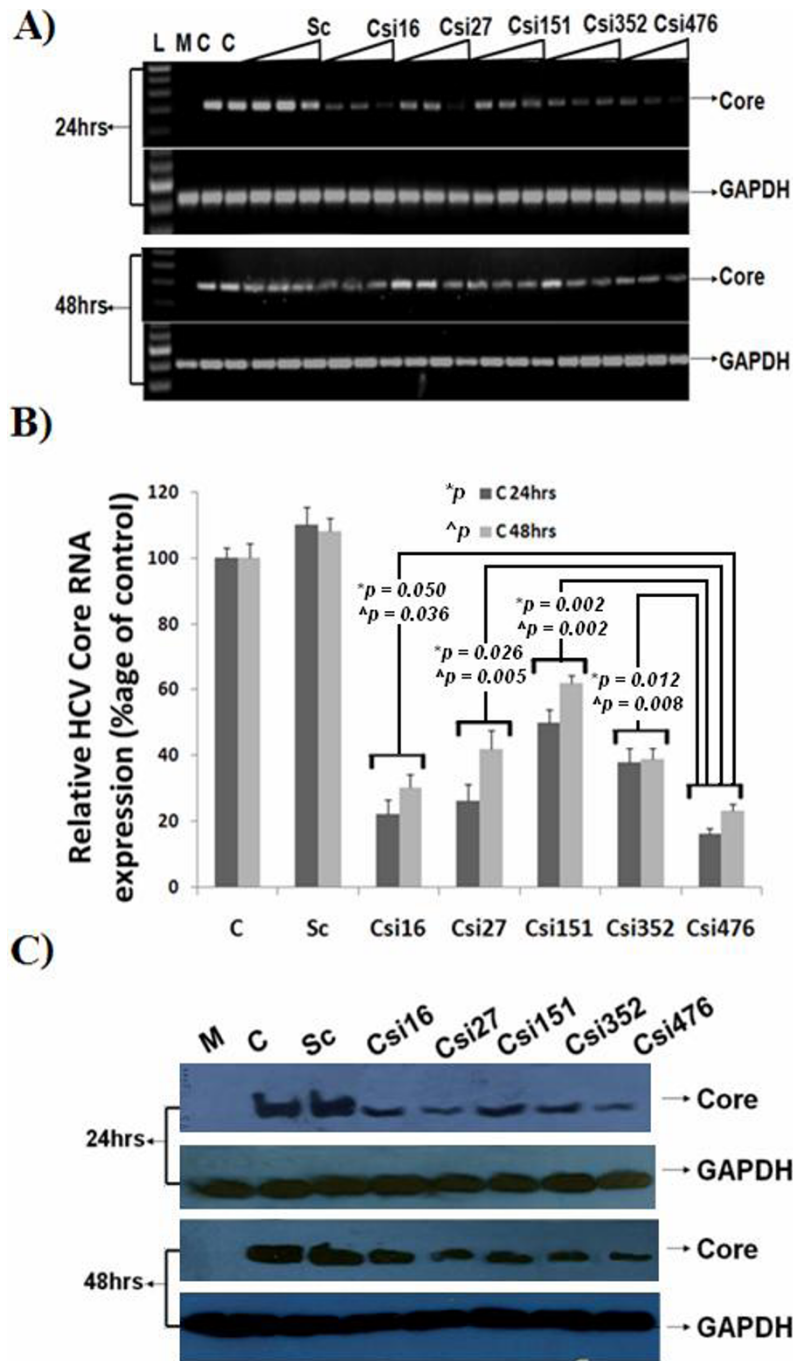 A)
L M C C Sc Csi16 Csi27 Csi151 Csi352 Csi476
24hrs
Core
GAPDH
48hrs
Core
GAPDH
B)
Relative HCV Core RNA
expression (%age of control)
120
100
80
60
40
20
0
*p C 24hrs
^p C 48hrs
*p = 0.050
^p = 0.036
*p = 0.026
^p = 0.005
*p = 0.002
^p = 0.002
*p = 0.012
^p = 0.008
C Sc Csi16 Csi27 Csi151 Csi352 Csi476
C)
M C Sc Csi16 Csi27 Csi151 Csi352 Csi476
24hrs
Core
GAPDH
48hrs
Core
GAPDH